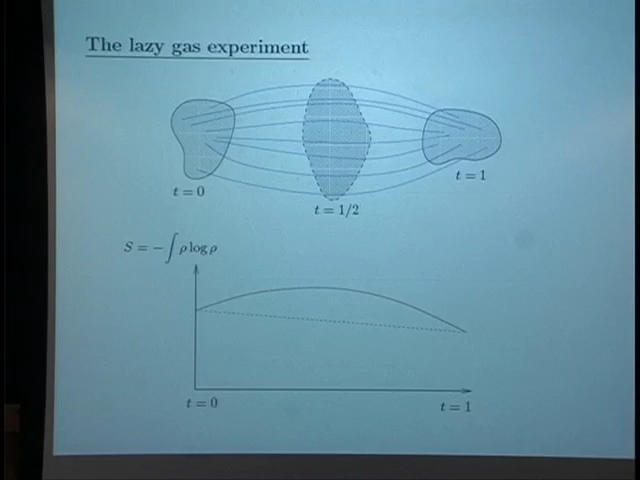 The lazy gas experiment
t = 0
t = 1
t = 1/2
S = − ∫ ρ log ρ
t = 0
t = 1